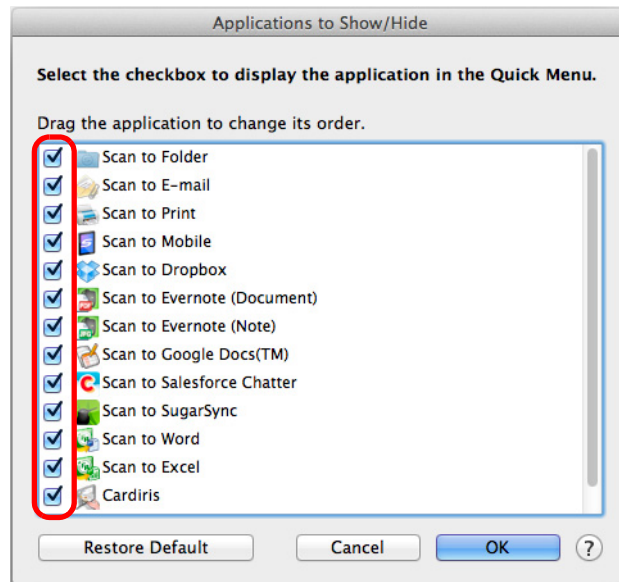 Applications to Show/Hide
Select the checkbox to display the application in the Quick Menu.
Drag the application to change its order.
Scan to Folder
Scan to E-mail
Scan to Print
Scan to Mobile
Scan to Dropbox
Scan to Evernote (Document)
Scan to Evernote (Note)
Scan to Google Docs(TM)
Scan to Salesforce Chatter
Scan to SugarSync
Scan to Word
Scan to Excel
Cardiris
Restore Default Cancel OK ?